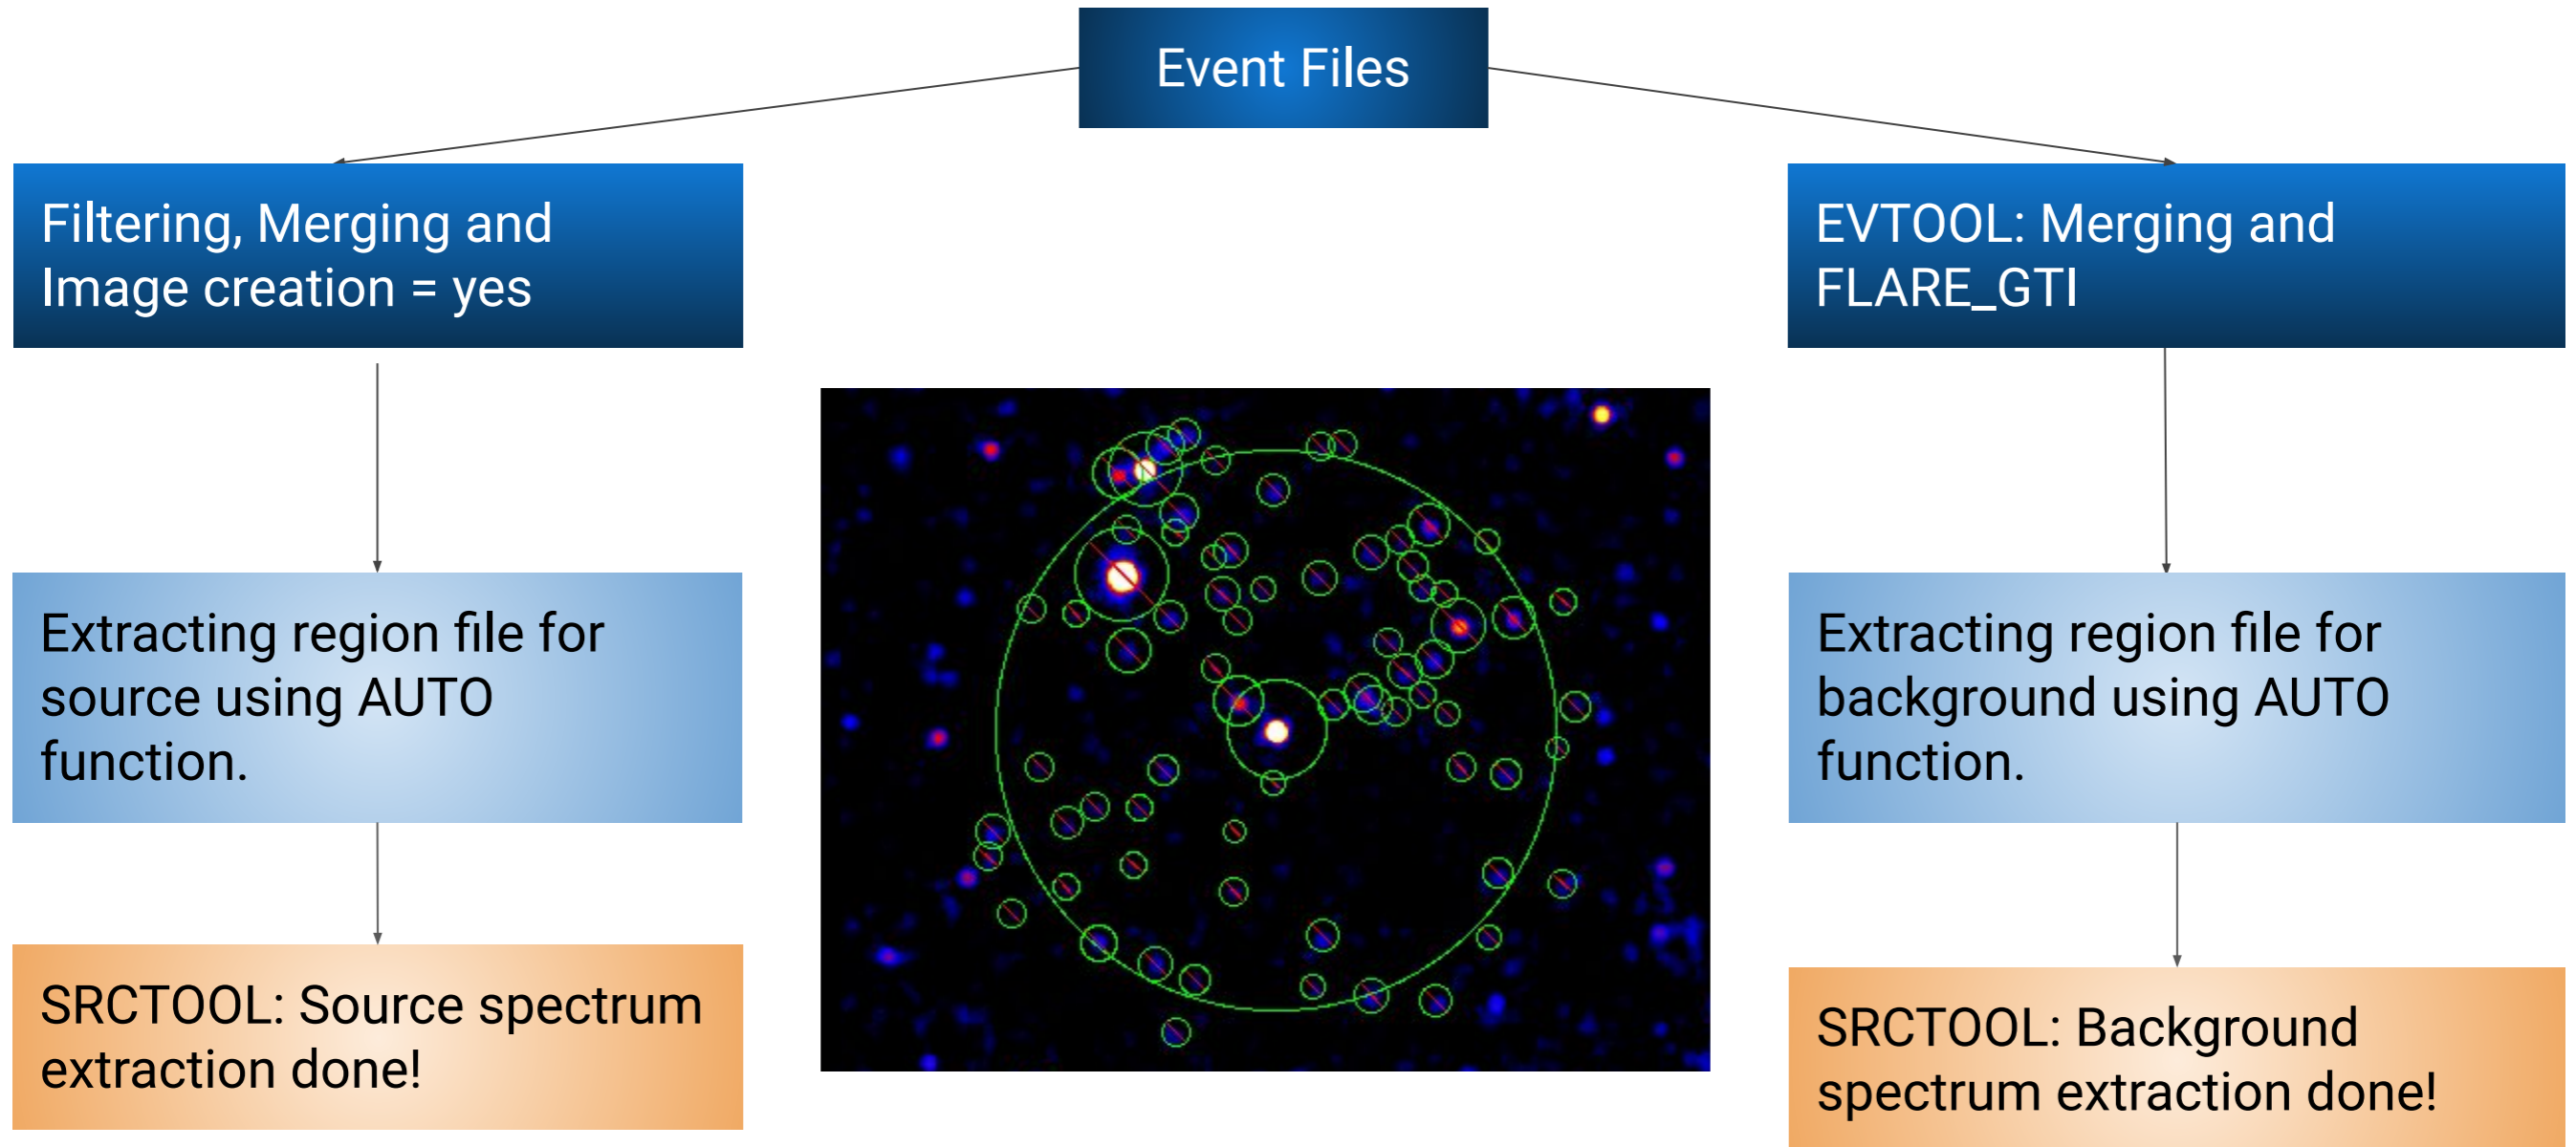 Event Files
Filtering, Merging and
Image creation = yes
EVTOOL: Merging and
FLARE_GTI
Extracting region file for
source using AUTO
function.
Extracting region file for
background using AUTO
function.
SRCTOOL: Source spectrum
extraction done!
SRCTOOL: Background
spectrum extraction done!